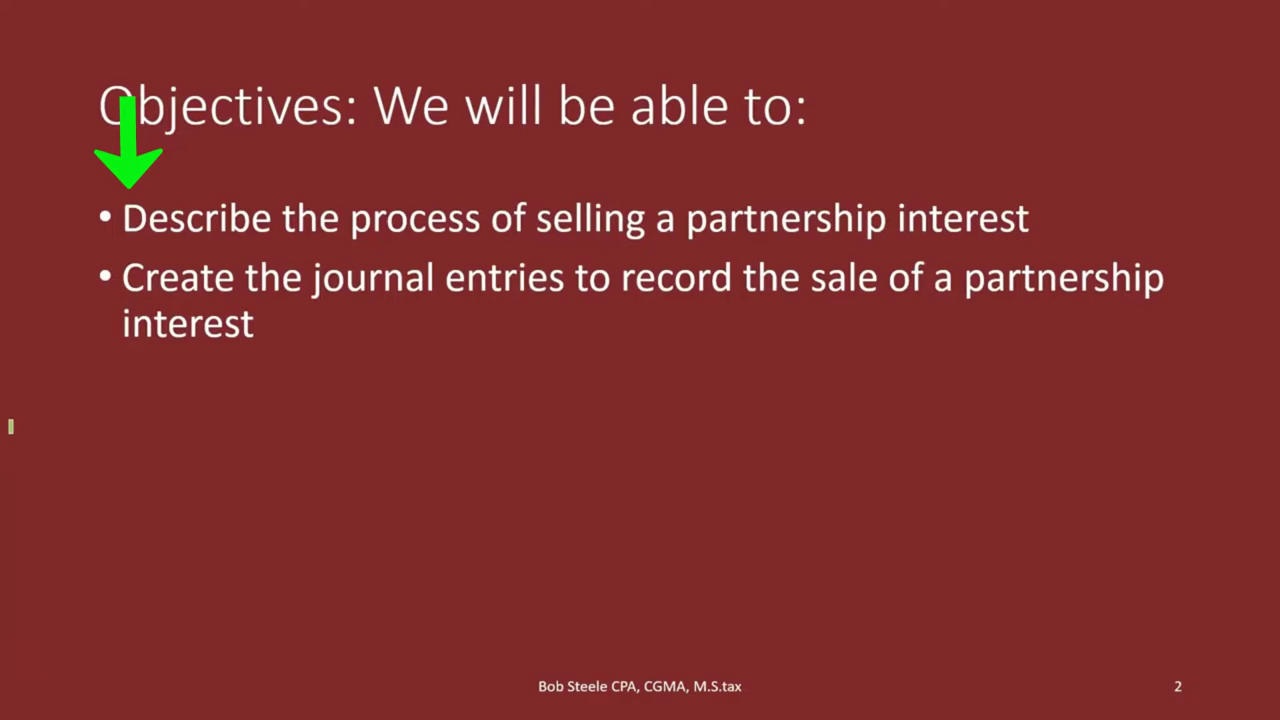 Objectives: We will be able to:
• Describe the process of selling a partnership interest
• Create the journal entries to record the sale of a partnership
interest
Bob Steele CPA, CGMA, M.S.tax
2